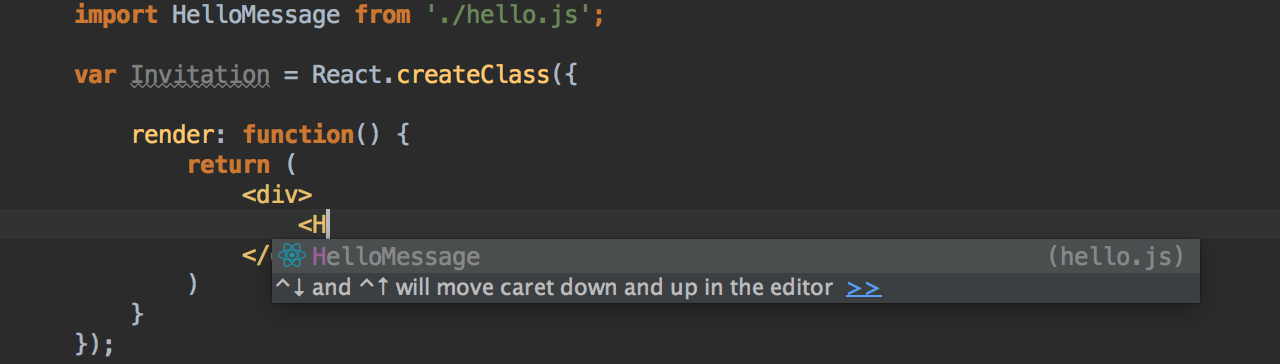 import HelloMessage from './hello.js';
var Invitation = React.createClass({
render: function() {
return (
<div>
<H
</
HelloMessage (hello.js)
)
^↓ and ^↑ will move caret down and up in the editor >>
}
});